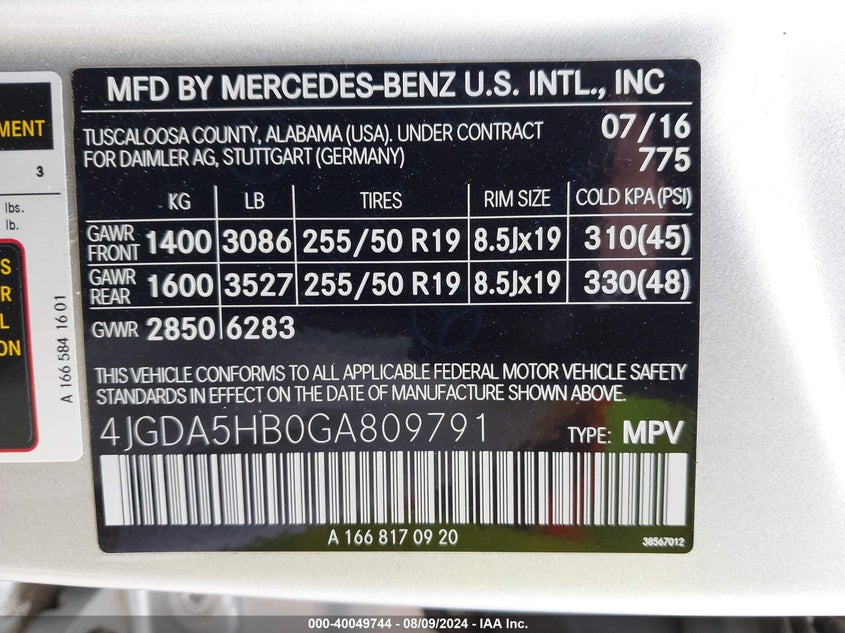 MENT
3
lbs.
lb.
S
R
L
ON
A 166 584 16 01
MFD BY MERCEDES-BENZ U.S. INTL., INC
TUSCALOOSA COUNTY, ALABAMA (USA). UNDER CONTRACT 07/16
FOR DAIMLER AG, STUTTGART (GERMANY) 775
KG LB TIRES RIM SIZE COLD KPA (PSI)
GAWR FRONT 1400 3086 255/50 R19 8.5Jx19 310(45)
GAWR REAR 1600 3527 255/50 R19 8.5Jx19 330(48)
GVWR 2850 6283
THIS VEHICLE CONFORMS TO ALL APPLICABLE FEDERAL MOTOR VEHICLE SAFETY
STANDARDS IN EFFECT ON THE DATE OF MANUFACTURE SHOWN ABOVE.
4JGDA5HB0GA809791 TYPE: MPV
A 166 817 09 20
38567012
000-40049744 - 08/09/2024 - IAA Inc.